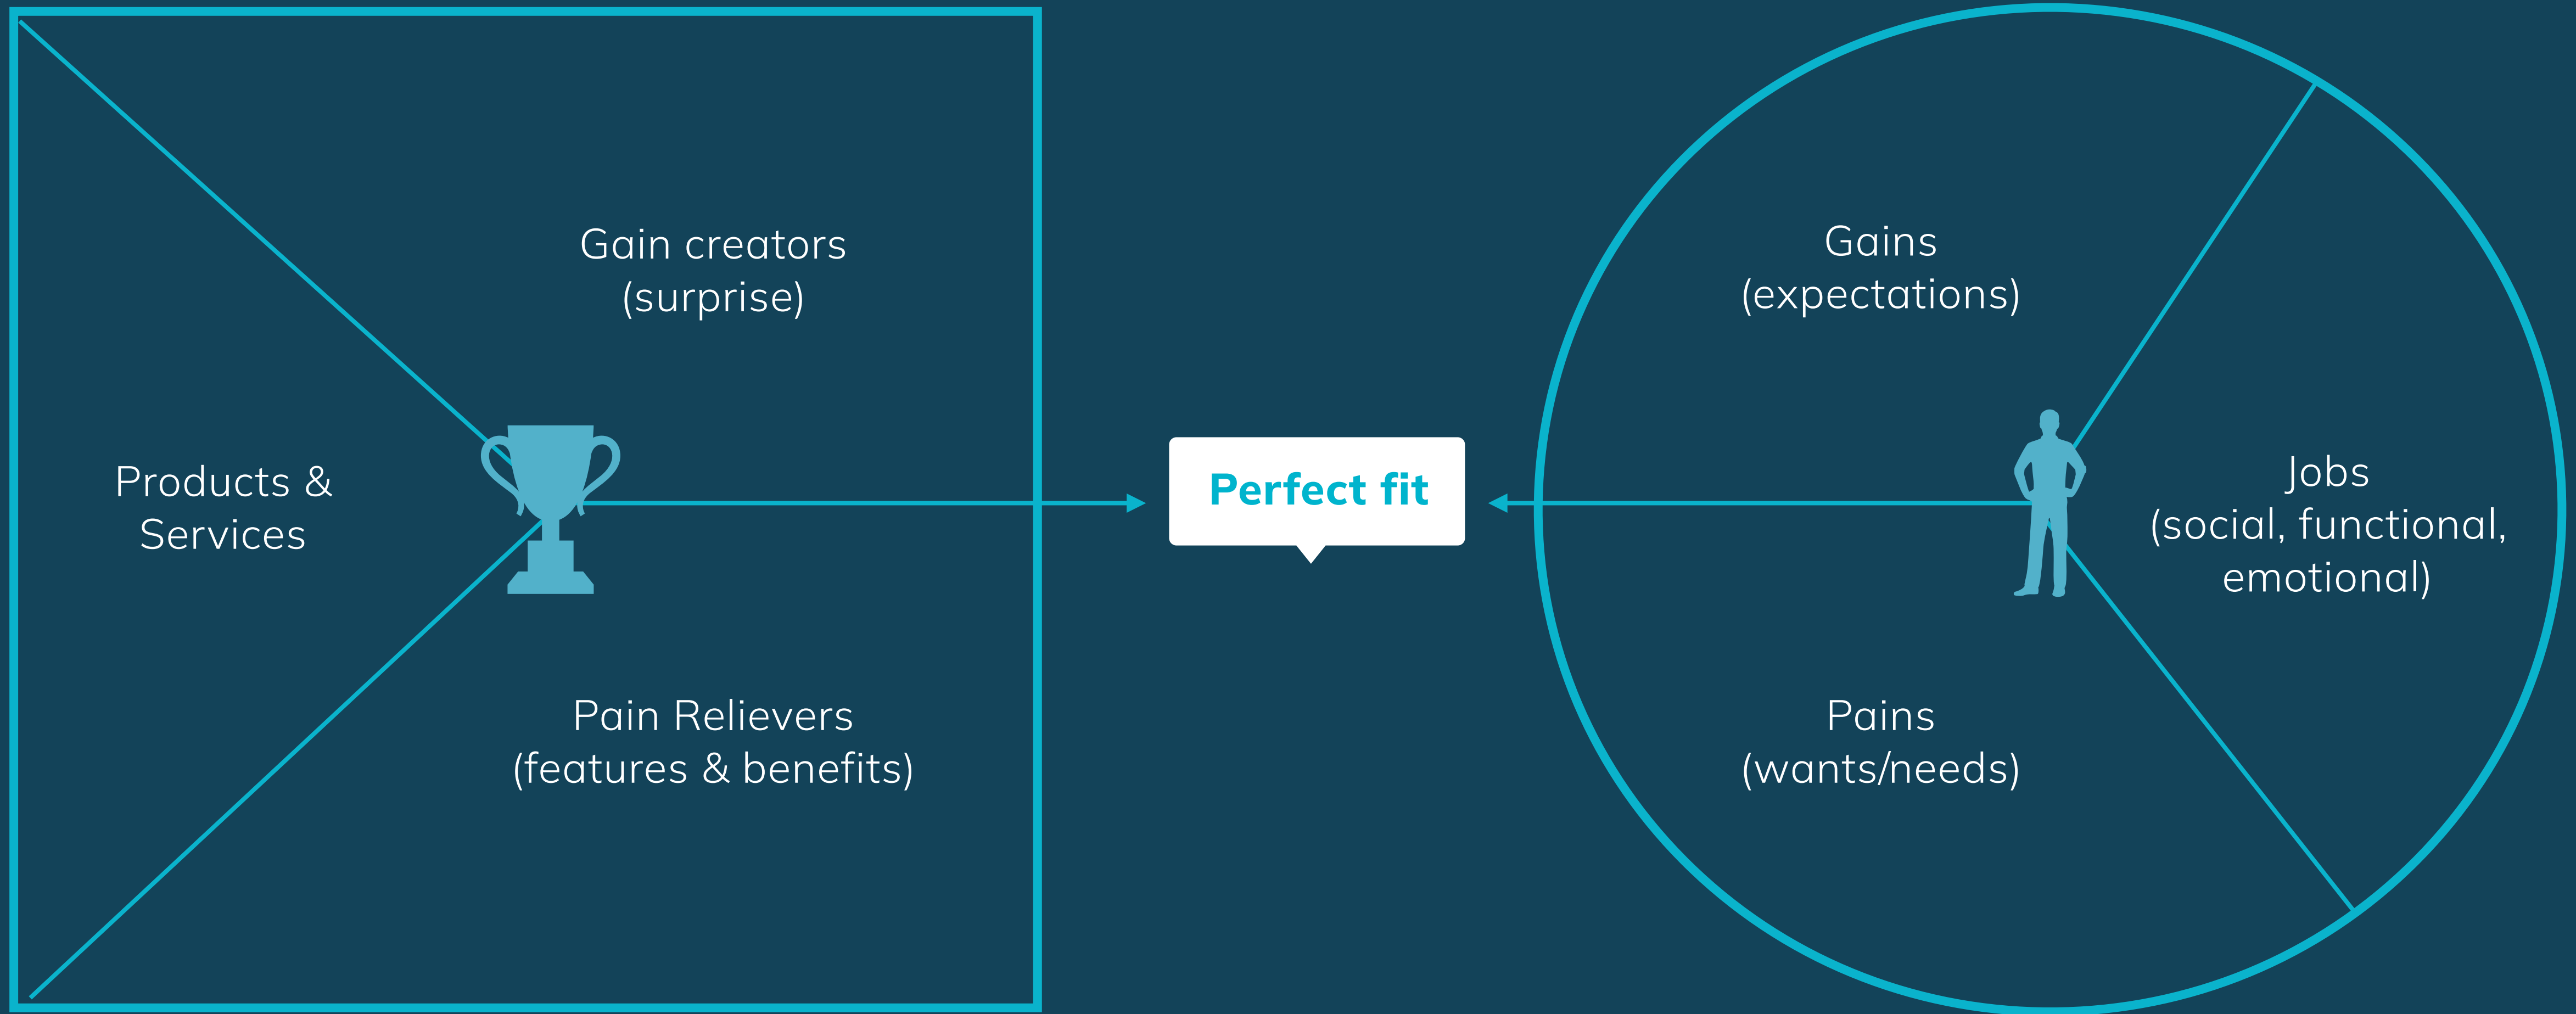 Gain creators
(surprise)
Products &
Services
Pain Relievers
(features & benefits)
Perfect fit
Gains
(expectations)
Jobs
(social, functional,
emotional)
Pains
(wants/needs)